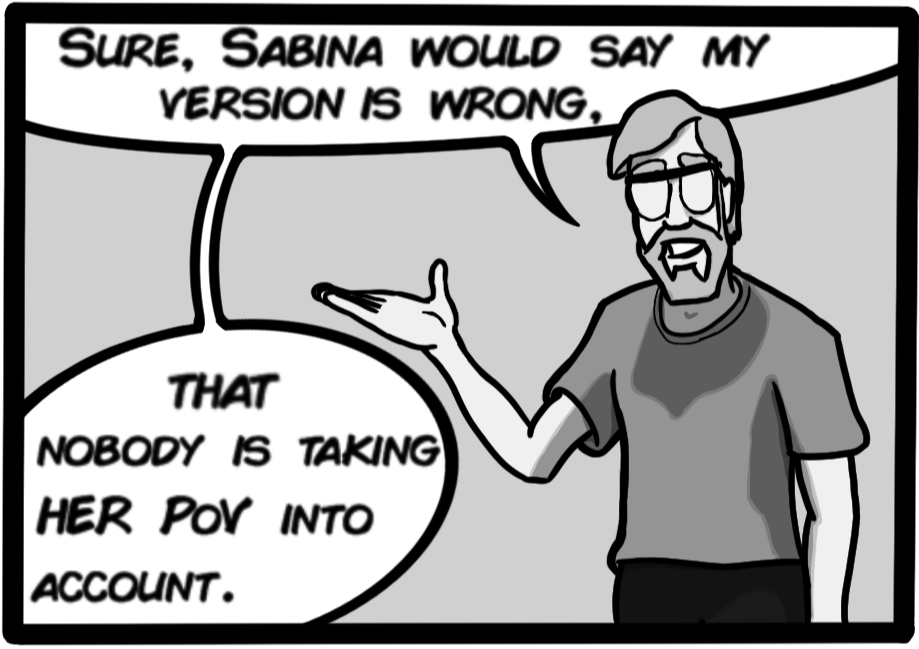 SURE, SABINA WOULD SAY MY
VERSION IS WRONG,
THAT
NOBODY IS TAKING
HER POV INTO
ACCOUNT.